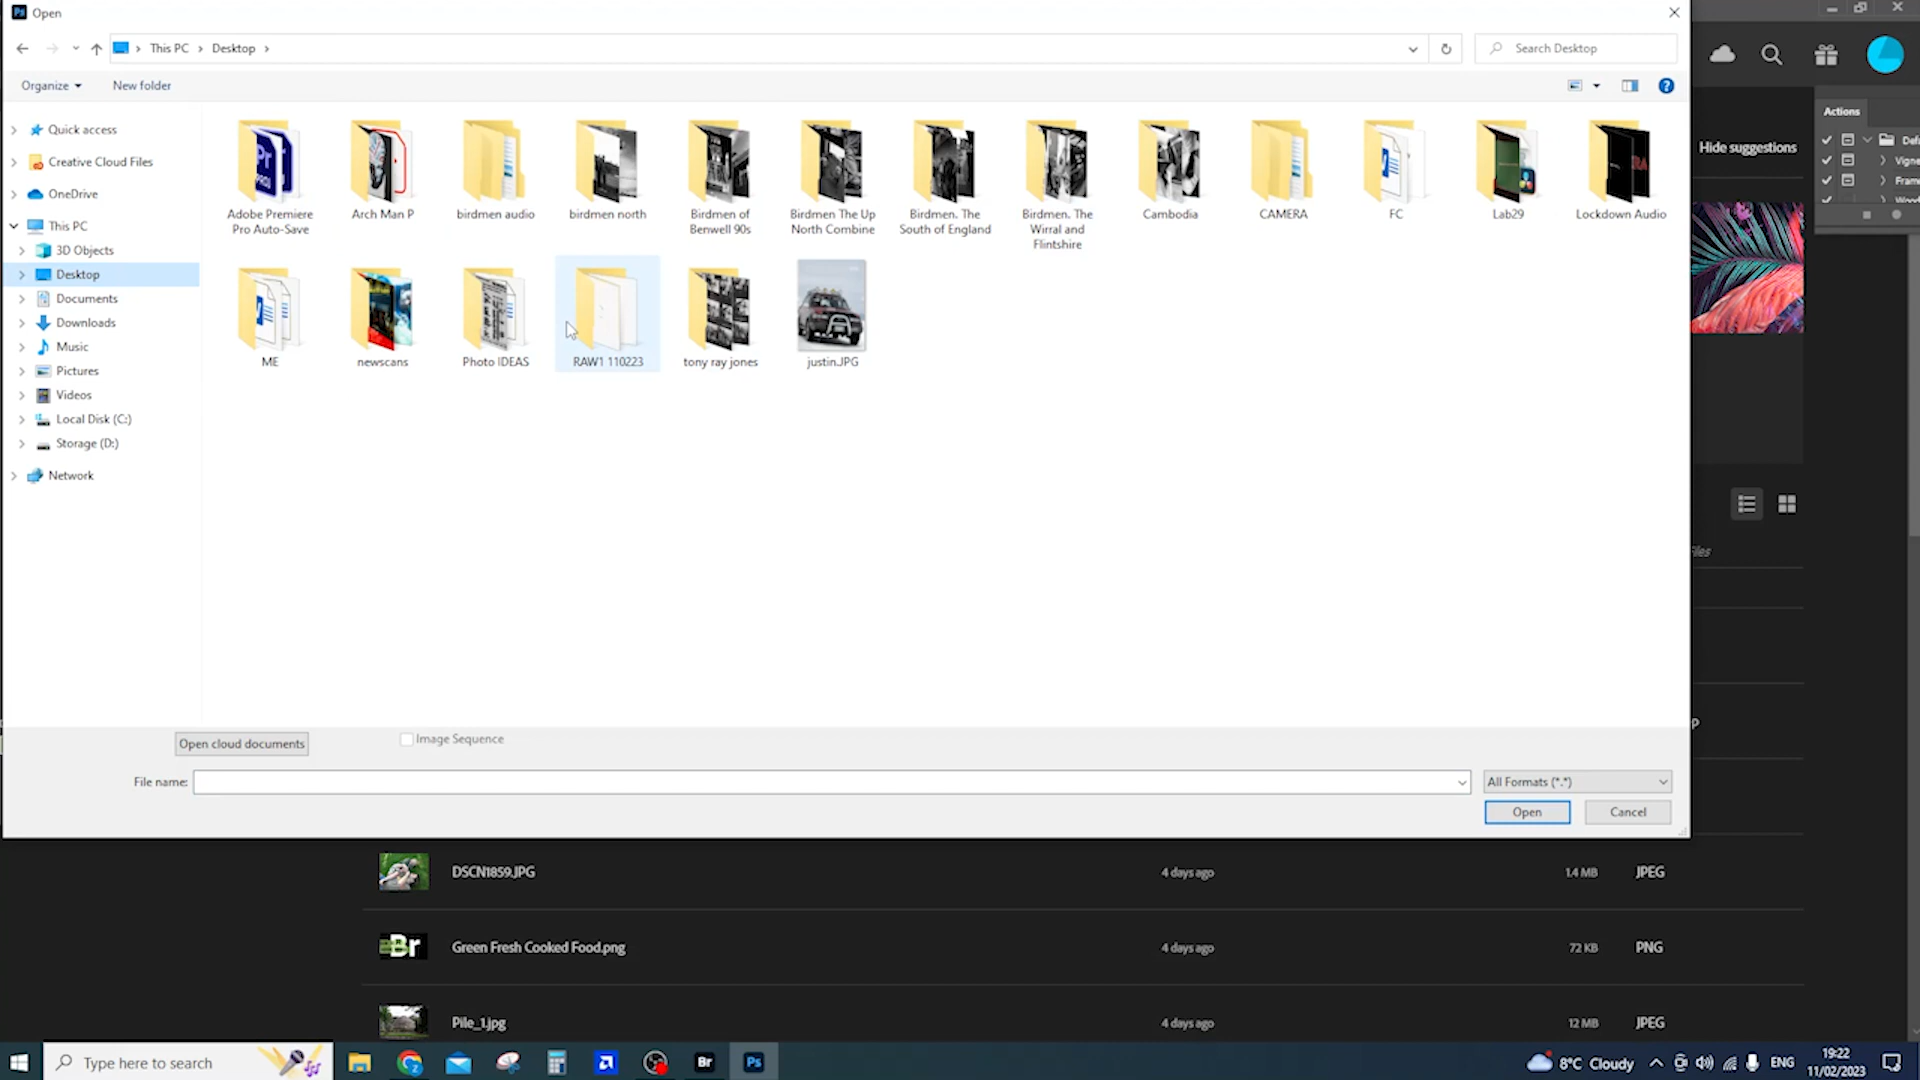 Ps Open
This PC > Desktop >
Search Desktop
Organize
New folder
Hide suggestions
Actions
Quick access
Creative Cloud Files
OneDrive
This PC
3D Objects
Desktop
Documents
Downloads
Music
Pictures
Videos
Local Disk (C:)
Storage (D:)
Network
Adobe Premiere
Pro Auto-Save
Arch Man P
birdmen audio
birdmen north
Birdmen of
Benwell 90s
Birdmen The Up
North Combine
Birdmen. The
South of England
Birdmen. The
Wirral and
Flintshire
Cambodia
CAMERA
FC
Lab29
Lockdown Audio
ME
newscans
Photo IDEAS
RAW1 110223
tony ray jones
justin.JPG
Open cloud documents
Image Sequence
File name:
All Formats (*.*)
Open
Cancel
DSCN1859.JPG 4 days ago 1.4 MB JPEG
Br Green Fresh Cooked Food.png 4 days ago 72 KB PNG
Pile_1.jpg 4 days ago 12 MB JPEG
Type here to search
Br
Ps
8°C Cloudy
ENG
19:22
11/02/2023